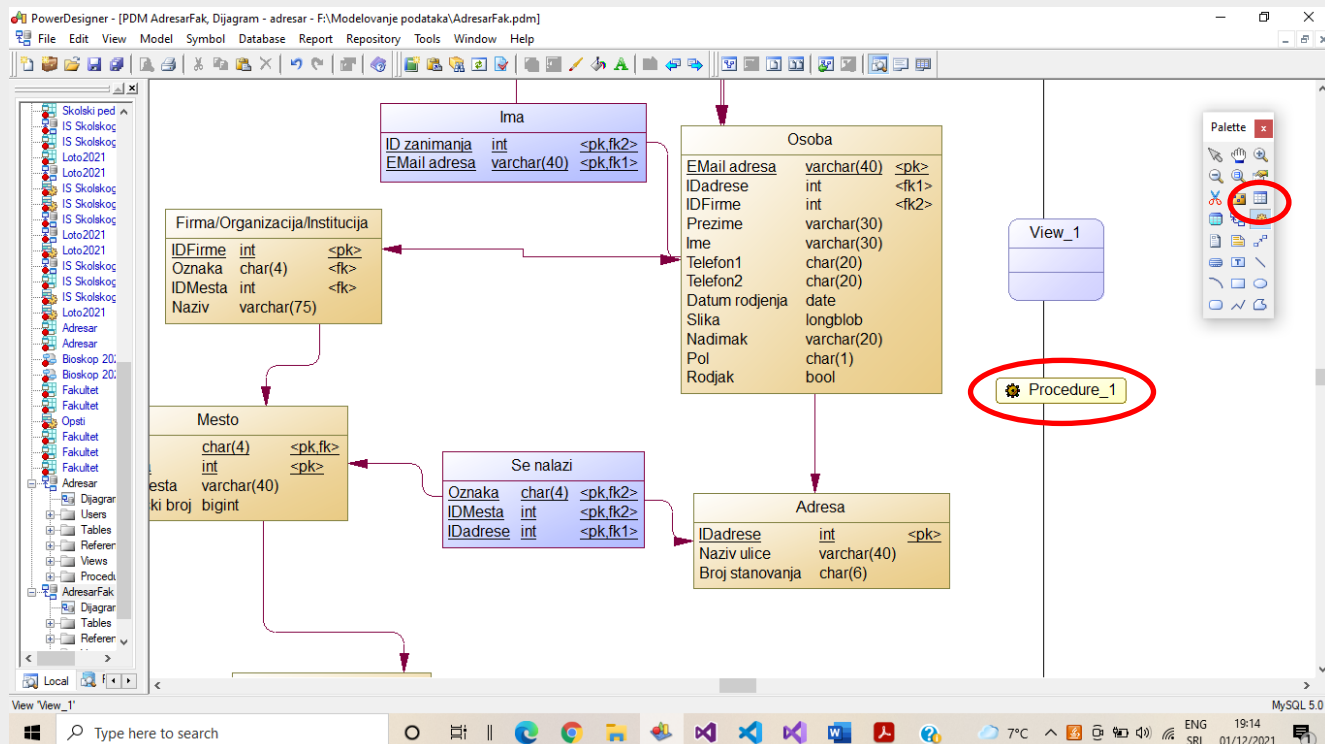 PowerDesigner - [PDM AdresarFak, Dijagram - adresar - F:\Modelovanje podataka\AdresarFak.pdm]
File Edit View Model Symbol Database Report Repository Tools Window Help
Skolski ped
IS Skolskog
IS Skolskog
Loto2021
Loto2021
IS Skolskog
IS Skolskog
IS Skolskog
Loto2021
Loto2021
IS Skolskog
IS Skolskog
IS Skolskog
Loto2021
Adresar
Adresar
Bioskop 202
Bioskop 202
Fakultet
Fakultet
Opsti
Fakultet
Fakultet
Fakultet
Adresar
Dijagrar
Users
Tables
Referer
Views
Procedu
AdresarFak
Dijagrar
Tables
Referer
Local
Ima
ID zanimanja int <pk,fk2>
EMail adresa varchar(40) <pk,fk1>
Osoba
EMail adresa varchar(40) <pk>
IDadrese int <fk1>
IDFirme int <fk2>
Prezime varchar(30)
Ime varchar(30)
Telefon1 char(20)
Telefon2 char(20)
Datum rodjenja date
Slika longblob
Nadimak varchar(20)
Pol char(1)
Rodjak bool
Firma/Organizacija/Institucija
IDFirme int <pk>
Oznaka char(4) <fk>
IDMesta int <fk>
Naziv varchar(75)
Mesto
char(4) <pk,fk>
int <pk>
esta varchar(40)
ki broj bigint
Se nalazi
Oznaka char(4) <pk,fk2>
IDMesta int <pk,fk2>
IDadrese int <pk,fk1>
Adresa
IDadrese int <pk>
Naziv ulice varchar(40)
Broj stanovanja char(6)
View_1
Procedure_1
Palette
View 'View_1'
MySQL 5.0
Type here to search
7°C
ENG
SRL
19:14
01/12/2021